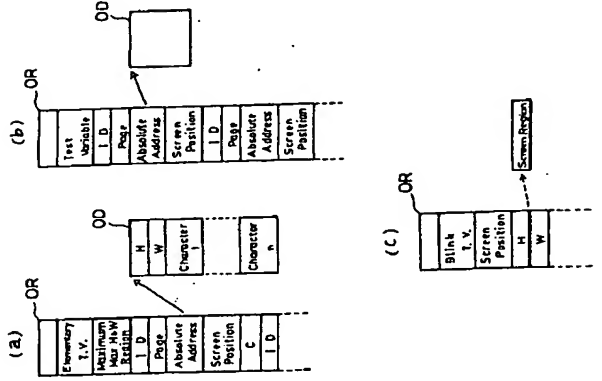 (a)
OR
Elementary
T.V.
Maximum
Max H&W
Region
I D
Page
Absolute
Address
Screen
Position
C
I D
OD
H
W
Character
1
Character
n
(b)
OR
Test
Variable
I D
Page
Absolute
Address
Screen
Position
I D
Page
Absolute
Address
Screen
Position
OD
(C)
OR
Blink
T. V.
Screen
Position
H
W
Screen Region